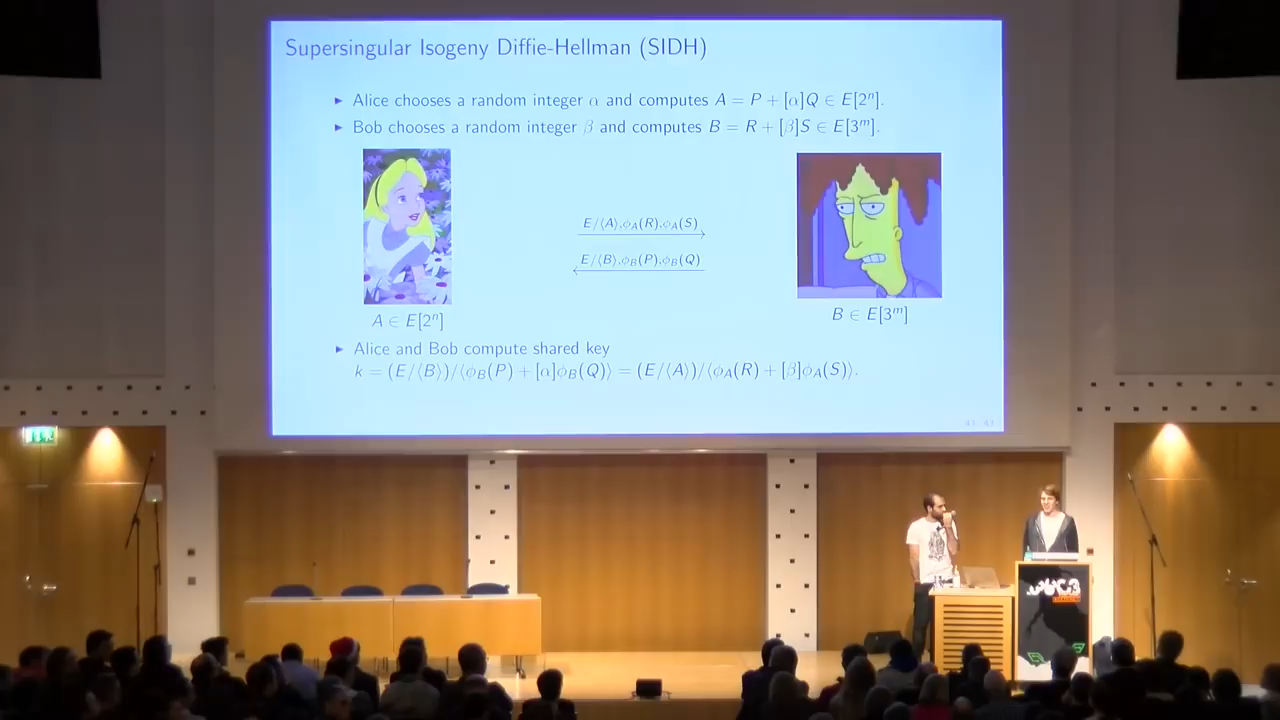 Supersingular Isogeny Diffie-Hellman (SIDH)
▸ Alice chooses a random integer α and computes A = P + [α]Q ∈ E[2ⁿ].
▸ Bob chooses a random integer β and computes B = R + [β]S ∈ E[3ᵐ].
E/⟨A⟩,ϕ_A(R),ϕ_A(S)
E/⟨B⟩,ϕ_B(P),ϕ_B(Q)
A ∈ E[2ⁿ]
B ∈ E[3ᵐ]
▸ Alice and Bob compute shared key
k = (E/⟨B⟩)/⟨ϕ_B(P) + [α]ϕ_B(Q)⟩ = (E/⟨A⟩)/⟨ϕ_A(R) + [β]ϕ_A(S)⟩.